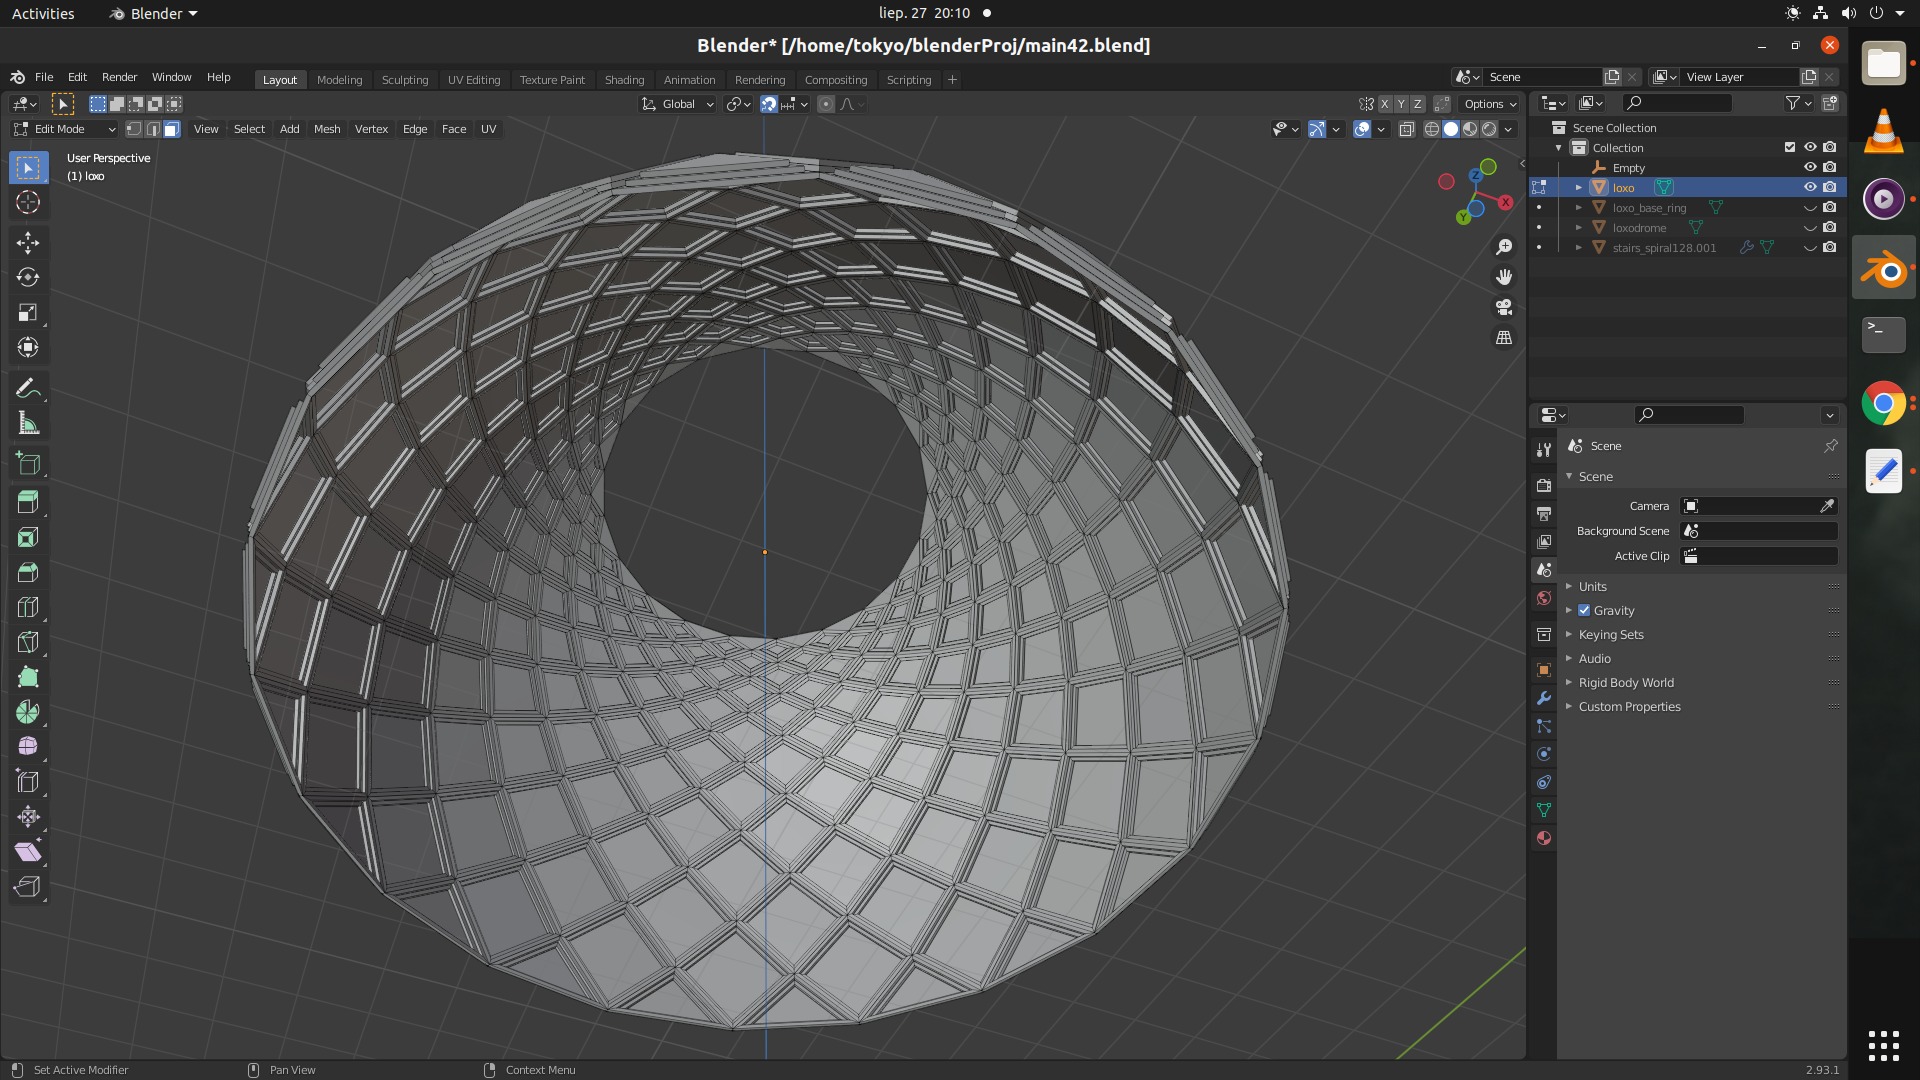 Activities Blender liep. 27 20:10
Blender* [/home/tokyo/blenderProj/main42.blend]
File Edit Render Window Help Layout Modeling Sculpting UV Editing Texture Paint Shading Animation Rendering Compositing Scripting + Scene View Layer
Global X Y Z Options
Edit Mode View Select Add Mesh Vertex Edge Face UV
User Perspective
(1) loxo
Z
X
Y
Scene Collection
Collection
Empty
loxo
loxo_base_ring
loxodrome
stairs_spiral128.001
Scene
Scene
Camera
Background Scene
Active Clip
Units
Gravity
Keying Sets
Audio
Rigid Body World
Custom Properties
Set Active Modifier Pan View Context Menu 2.93.1